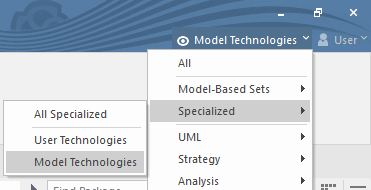 Model Technologies
User
All
Model-Based Sets
Specialized
UML
Strategy
Analysis
All Specialized
User Technologies
Model Technologies
Find Package